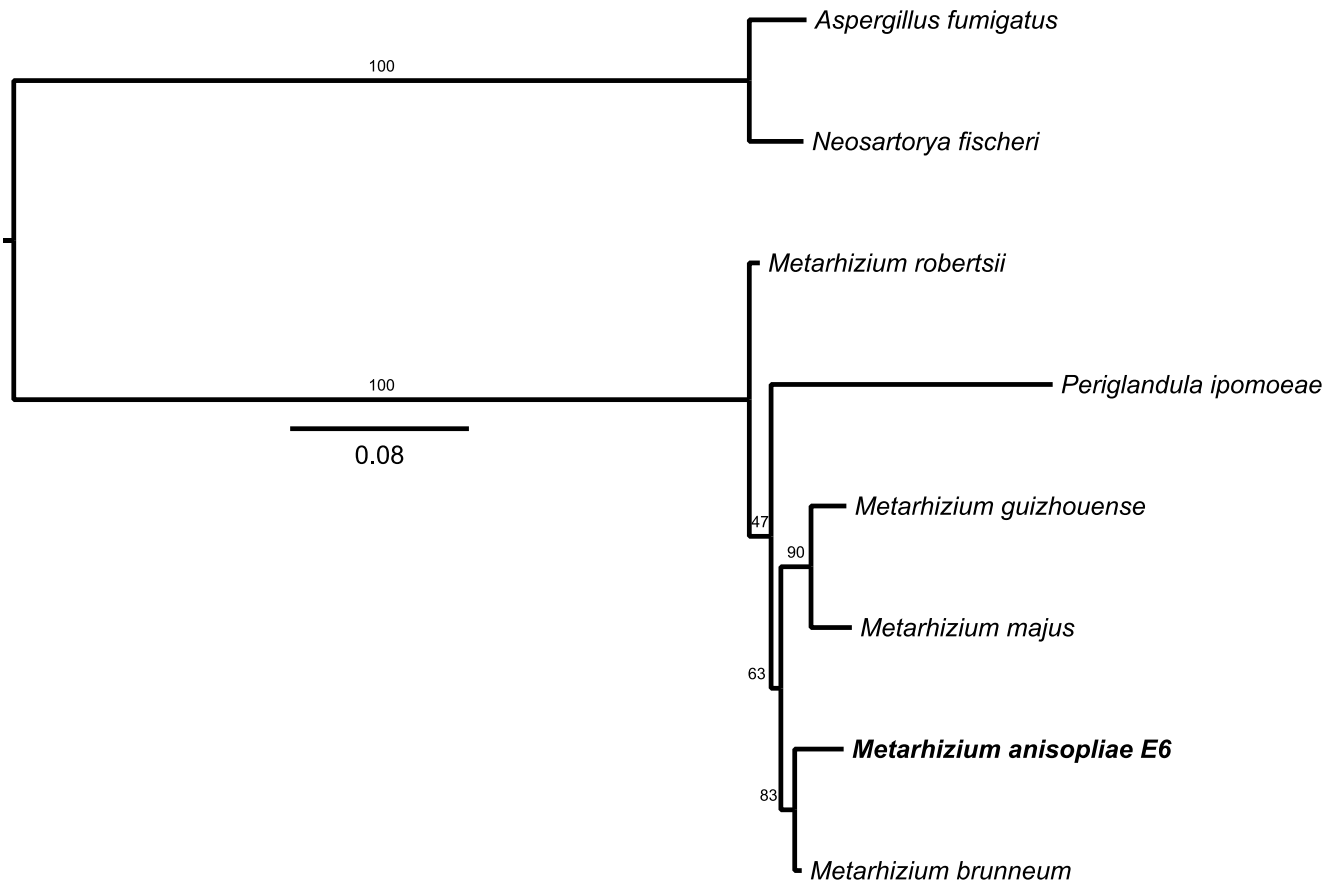 Aspergillus fumigatus
100
Neosartorya fischeri
Metarhizium robertsii
100
Periglandula ipomoeae
0.08
Metarhizium guizhouense
47
90
Metarhizium majus
63
Metarhizium anisopliae E6
83
Metarhizium brunneum